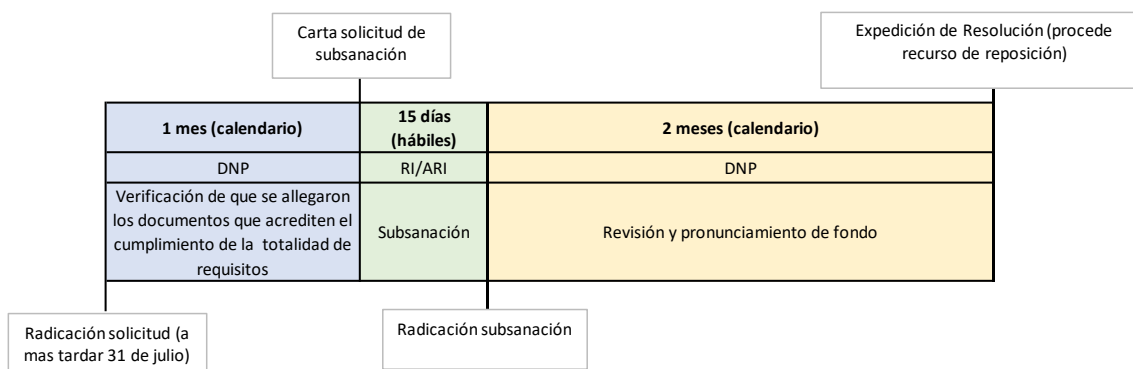 Carta solicitud de
subsanación
Expedición de Resolución (procede
recurso de reposición)
1 mes (calendario)
15 días
(hábiles)
2 meses (calendario)
DNP
RI/ARI
DNP
Verificación de que se allegaron
los documentos que acrediten el
cumplimiento de la totalidad de
requisitos
Subsanación
Revisión y pronunciamiento de fondo
Radicación solicitud (a
mas tardar 31 de julio)
Radicación subsanación